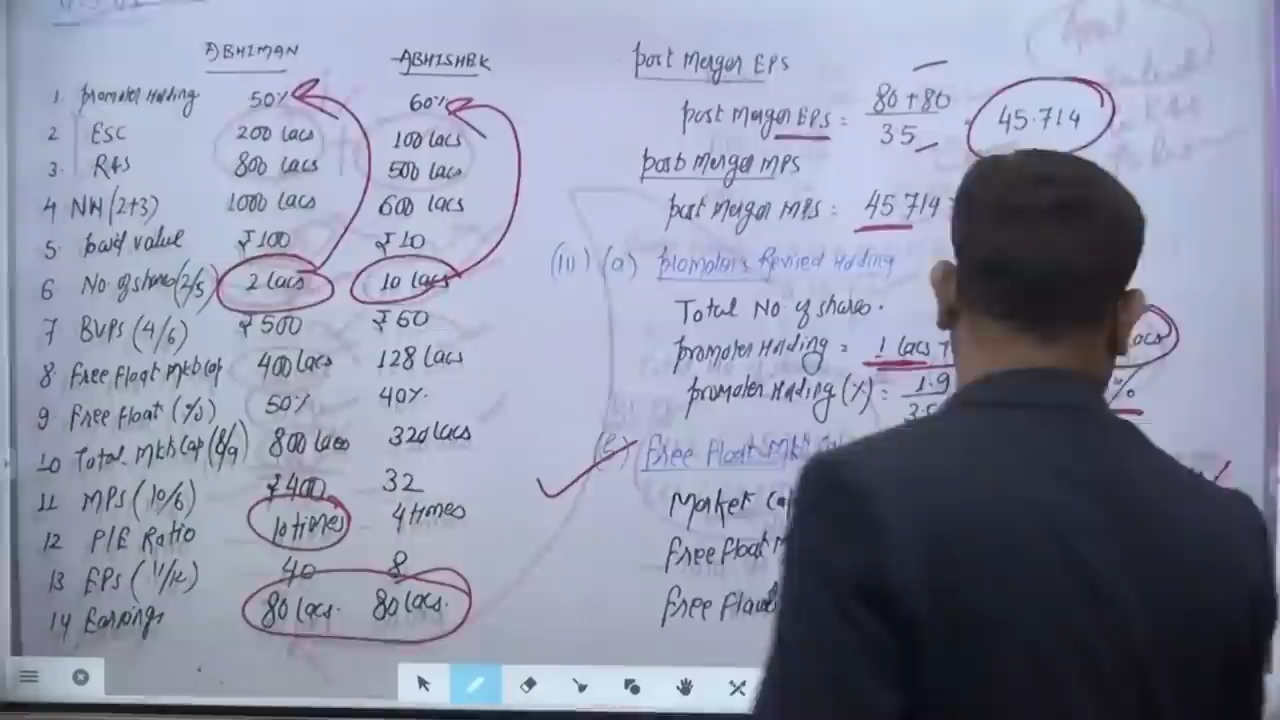 ABHIMAN ABHISHEK
1. promoter Holding 50% 60%
2 ESC 200 lacs 100 lacs
3. R&S 800 lacs 500 lacs
4 NW(2+3) 1000 lacs 600 lacs
5. paid value ₹100 ₹10
6 No. of share(2/5) 2 lacs 10 lacs
7 BVPS (4/6) ₹500 ₹60
8. Free Float Mkt Cap 400 lacs 128 lacs
9. Free Float (%) 50% 40%.
10 Total Mkt Cap (8/9) 800 lacs 320 lacs
11 MPS (10/6) ₹400 32
12 P/E Ratio 10 times 4 times
13 EPS (11/12) 40 8
14 Earnings 80 lacs. 80 lacs.
post Merger EPS
post Merger EPS = 80+80 / 35 45.714
post Merger MPS
post Merger MPS = 45.714
(iii) (a) promoter's Revised Holding
Total No of shares.
promoter Holding = 1 lacs + lacs
promoter Holding (%) = 1.9 %
Free Float Mkt
Market Cap
Free Float M
Free Float